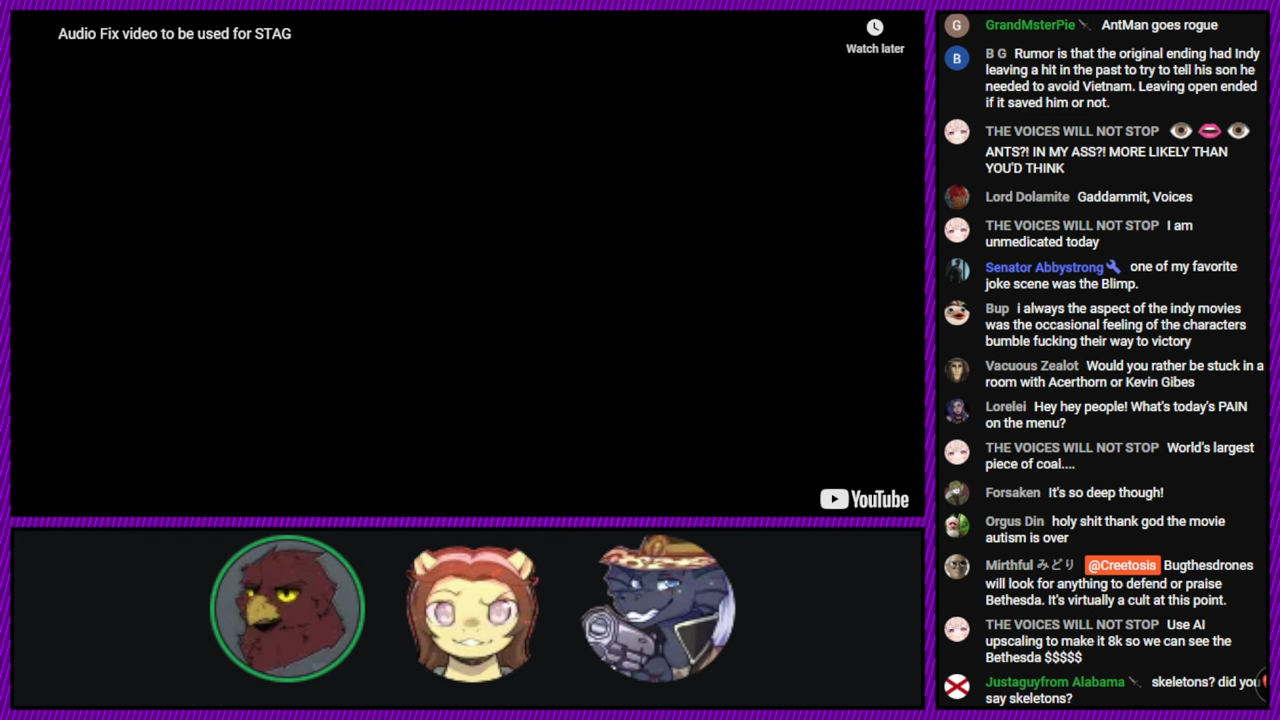 Audio Fix video to be used for STAG
Watch later
YouTube
G
GrandMsterPie AntMan goes rogue
B
B G Rumor is that the original ending had Indy
leaving a hit in the past to try to tell his son he
needed to avoid Vietnam. Leaving open ended
if it saved him or not.
THE VOICES WILL NOT STOP
ANTS?! IN MY ASS?! MORE LIKELY THAN
YOU'D THINK
Lord Dolamite Gaddammit, Voices
THE VOICES WILL NOT STOP I am
unmedicated today
Senator Abbystrong one of my favorite
joke scene was the Blimp.
Bup i always the aspect of the indy movies
was the occasional feeling of the characters
bumble fucking their way to victory
Vacuous Zealot Would you rather be stuck in a
room with Acerthorn or Kevin Gibes
Lorelei Hey hey people! What's today's PAIN
on the menu?
THE VOICES WILL NOT STOP World's largest
piece of coal....
Forsaken It's so deep though!
Orgus Din holy shit thank god the movie
autism is over
Mirthful みどり @Creetosis Bugthesdrones
will look for anything to defend or praise
Bethesda. It's virtually a cult at this point.
THE VOICES WILL NOT STOP Use AI
upscaling to make it 8k so we can see the
Bethesda $$$$$
Justaguyfrom Alabama skeletons? did you
say skeletons?